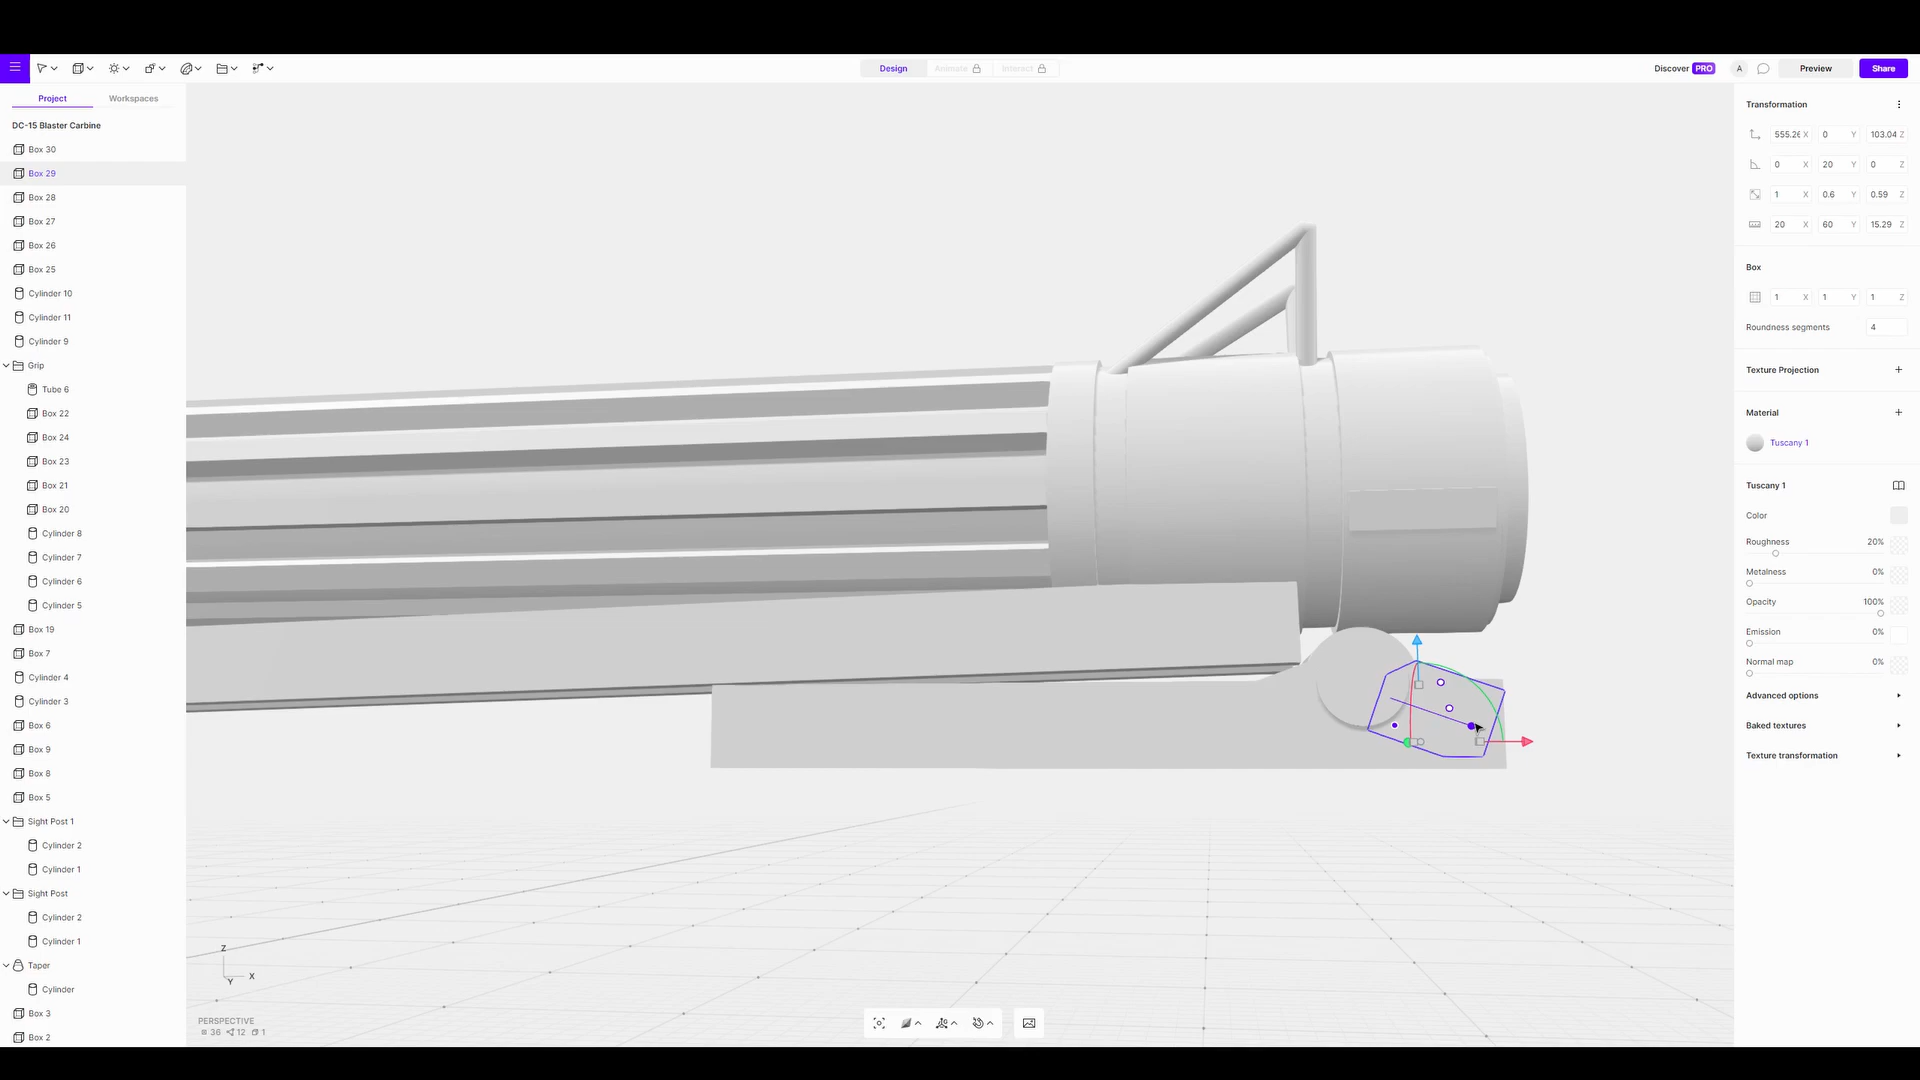 Design
Animate
Interact
Discover PRO
A
Preview
Share
Project
Workspaces
DC-15 Blaster Carbine
Box 30
Box 29
Box 28
Box 27
Box 26
Box 25
Cylinder 10
Cylinder 11
Cylinder 9
Grip
Tube 6
Box 22
Box 24
Box 23
Box 21
Box 20
Cylinder 8
Cylinder 7
Cylinder 6
Cylinder 5
Box 19
Box 7
Cylinder 4
Cylinder 3
Box 6
Box 9
Box 8
Box 5
Sight Post 1
Cylinder 2
Cylinder 1
Sight Post
Cylinder 2
Cylinder 1
Taper
Cylinder
Box 3
Box 2
Z
X
Y
PERSPECTIVE
36 12 1
Transformation
555.26 X 0 Y 103.04 Z
0 X 20 Y 0 Z
1 X 0.6 Y 0.59 Z
20 X 60 Y 15.29 Z
Box
1 X 1 Y 1 Z
Roundness segments 4
Texture Projection
Material
Tuscany 1
Tuscany 1
Color
Roughness 20%
Metalness 0%
Opacity 100%
Emission 0%
Normal map 0%
Advanced options
Baked textures
Texture transformation